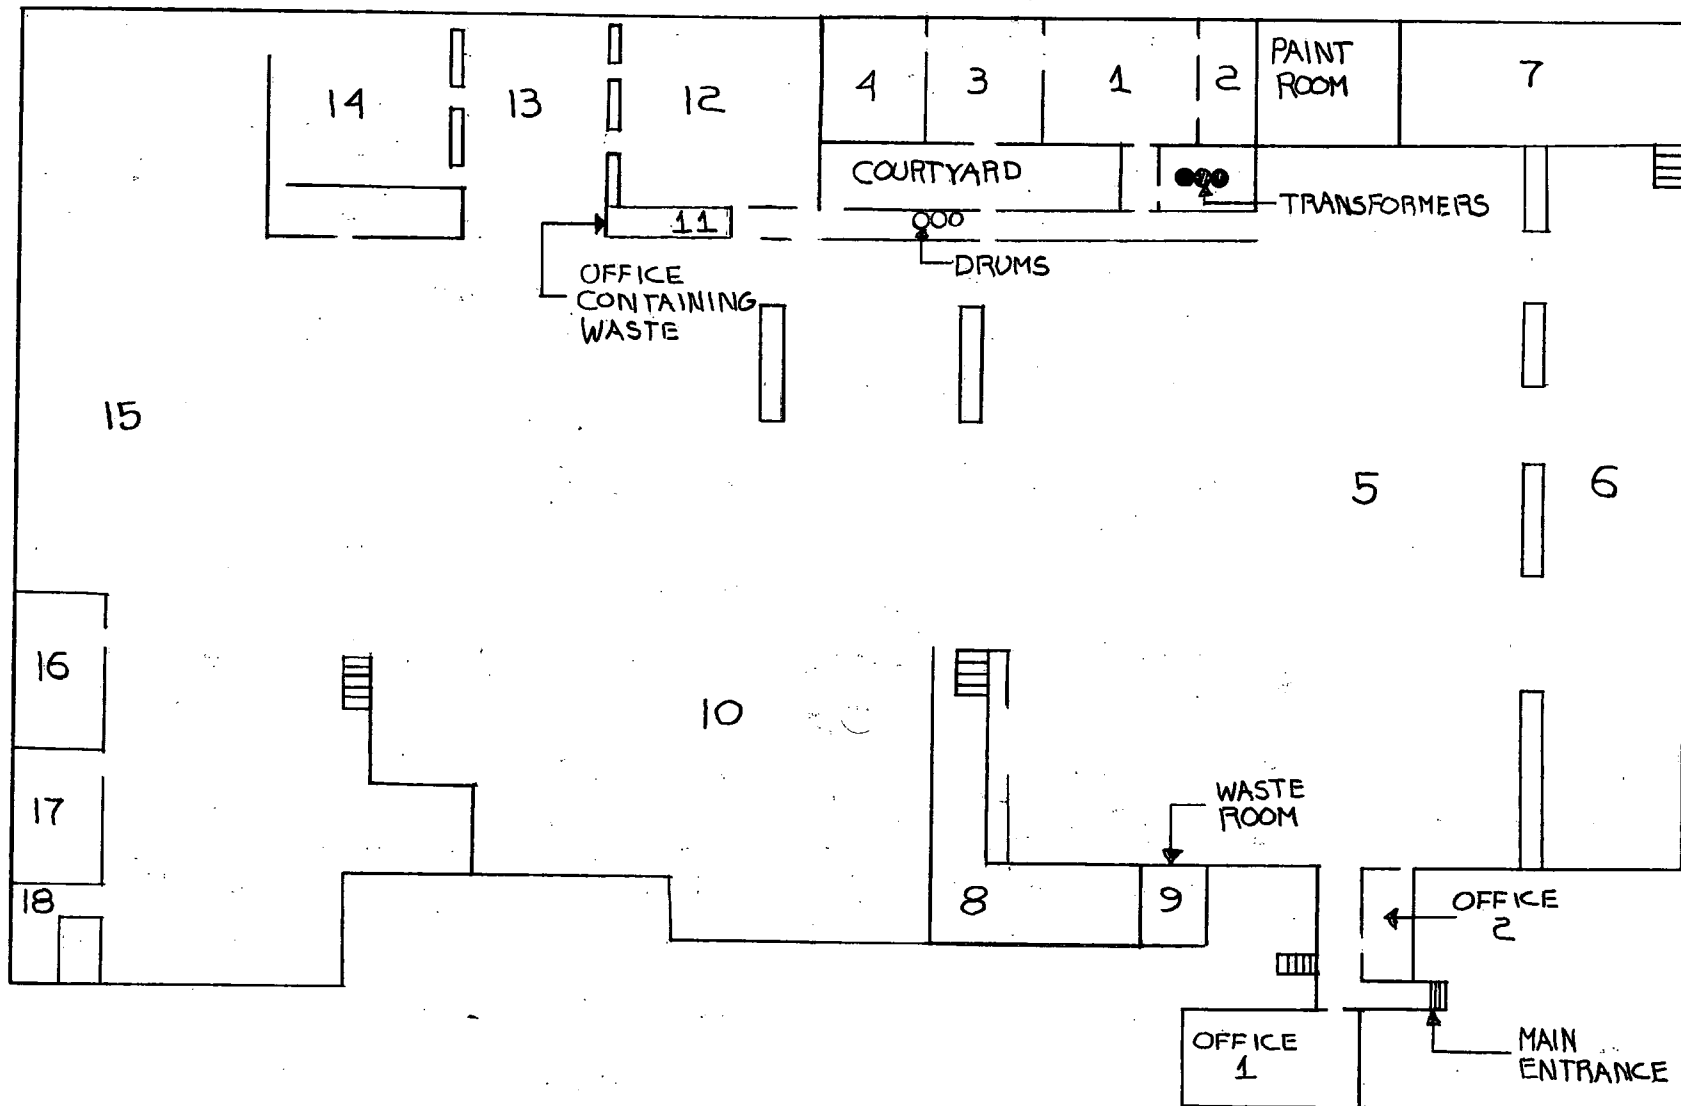 14
13
12
4
3
1
2
PAINT
ROOM
7
COURTYARD
TRANSFORMERS
11
DRUMS
OFFICE
CONTAINING
WASTE
15
5
6
16
10
17
WASTE
ROOM
18
8
9
OFFICE
2
OFFICE
1
MAIN
ENTRANCE